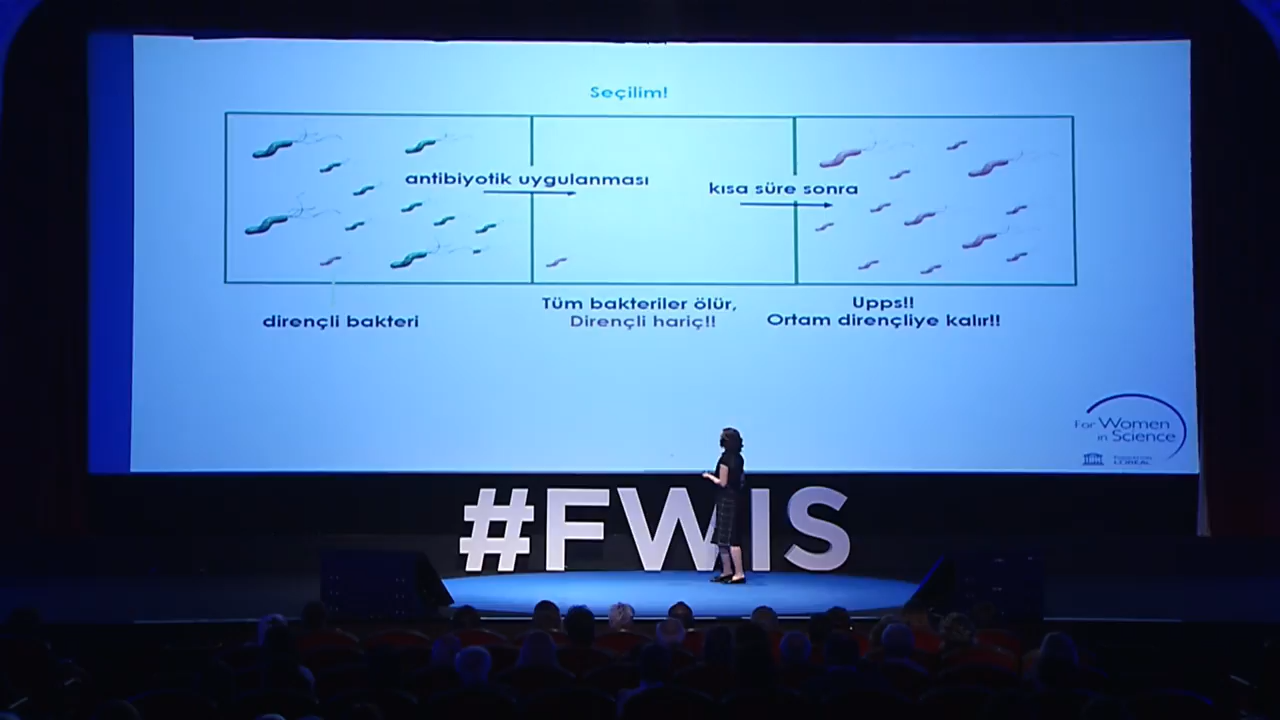 Seçilim!
antibiyotik uygulanması
kısa süre sonra
dirençli bakteri
Tüm bakteriler ölür,
Dirençli hariç!!
Upps!!
Ortam dirençliye kalır!!
For Women
in Science
L'ORÉAL
#FWIS